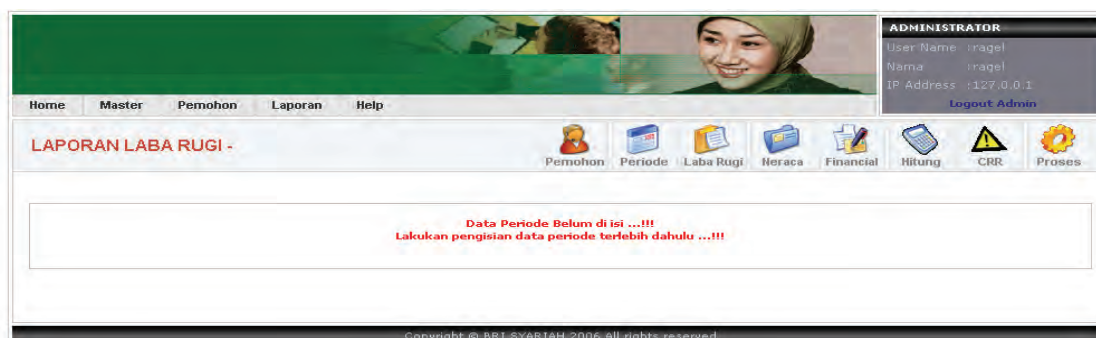 ADMINISTRATOR
User Name :ragel
Nama :ragel
IP Address :127.0.0.1
Logout Admin
Home Master Pemohon Laporan Help
LAPORAN LABA RUGI -
Pemohon Periode Laba Rugi Neraca Financial Hitung CRR Proses
Data Periode Belum di isi ...!!!
Lakukan pengisian data periode terlebih dahulu ...!!!
Copyright © BRI SYARIAH 2006 All rights reserved